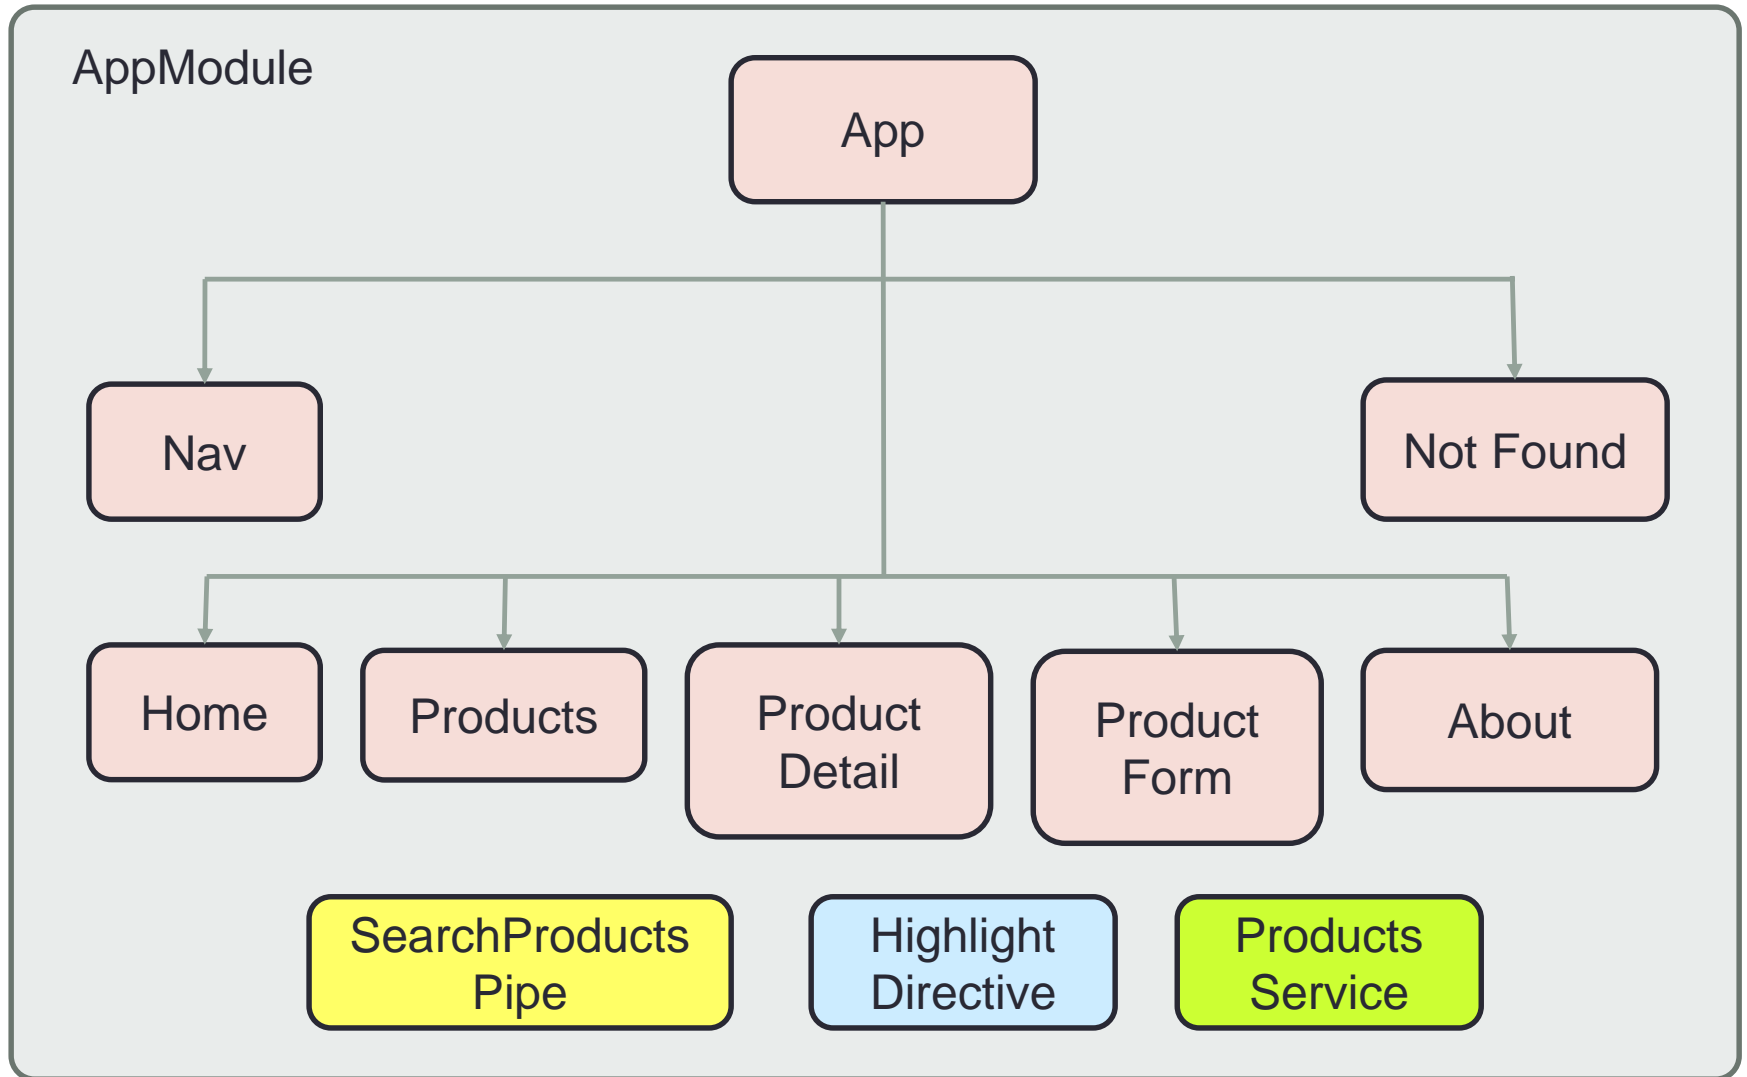 AppModule
App
Nav
Not Found
Home
Products
Product
Detail
Product
Form
About
SearchProducts
Pipe
Highlight
Directive
Products
Service